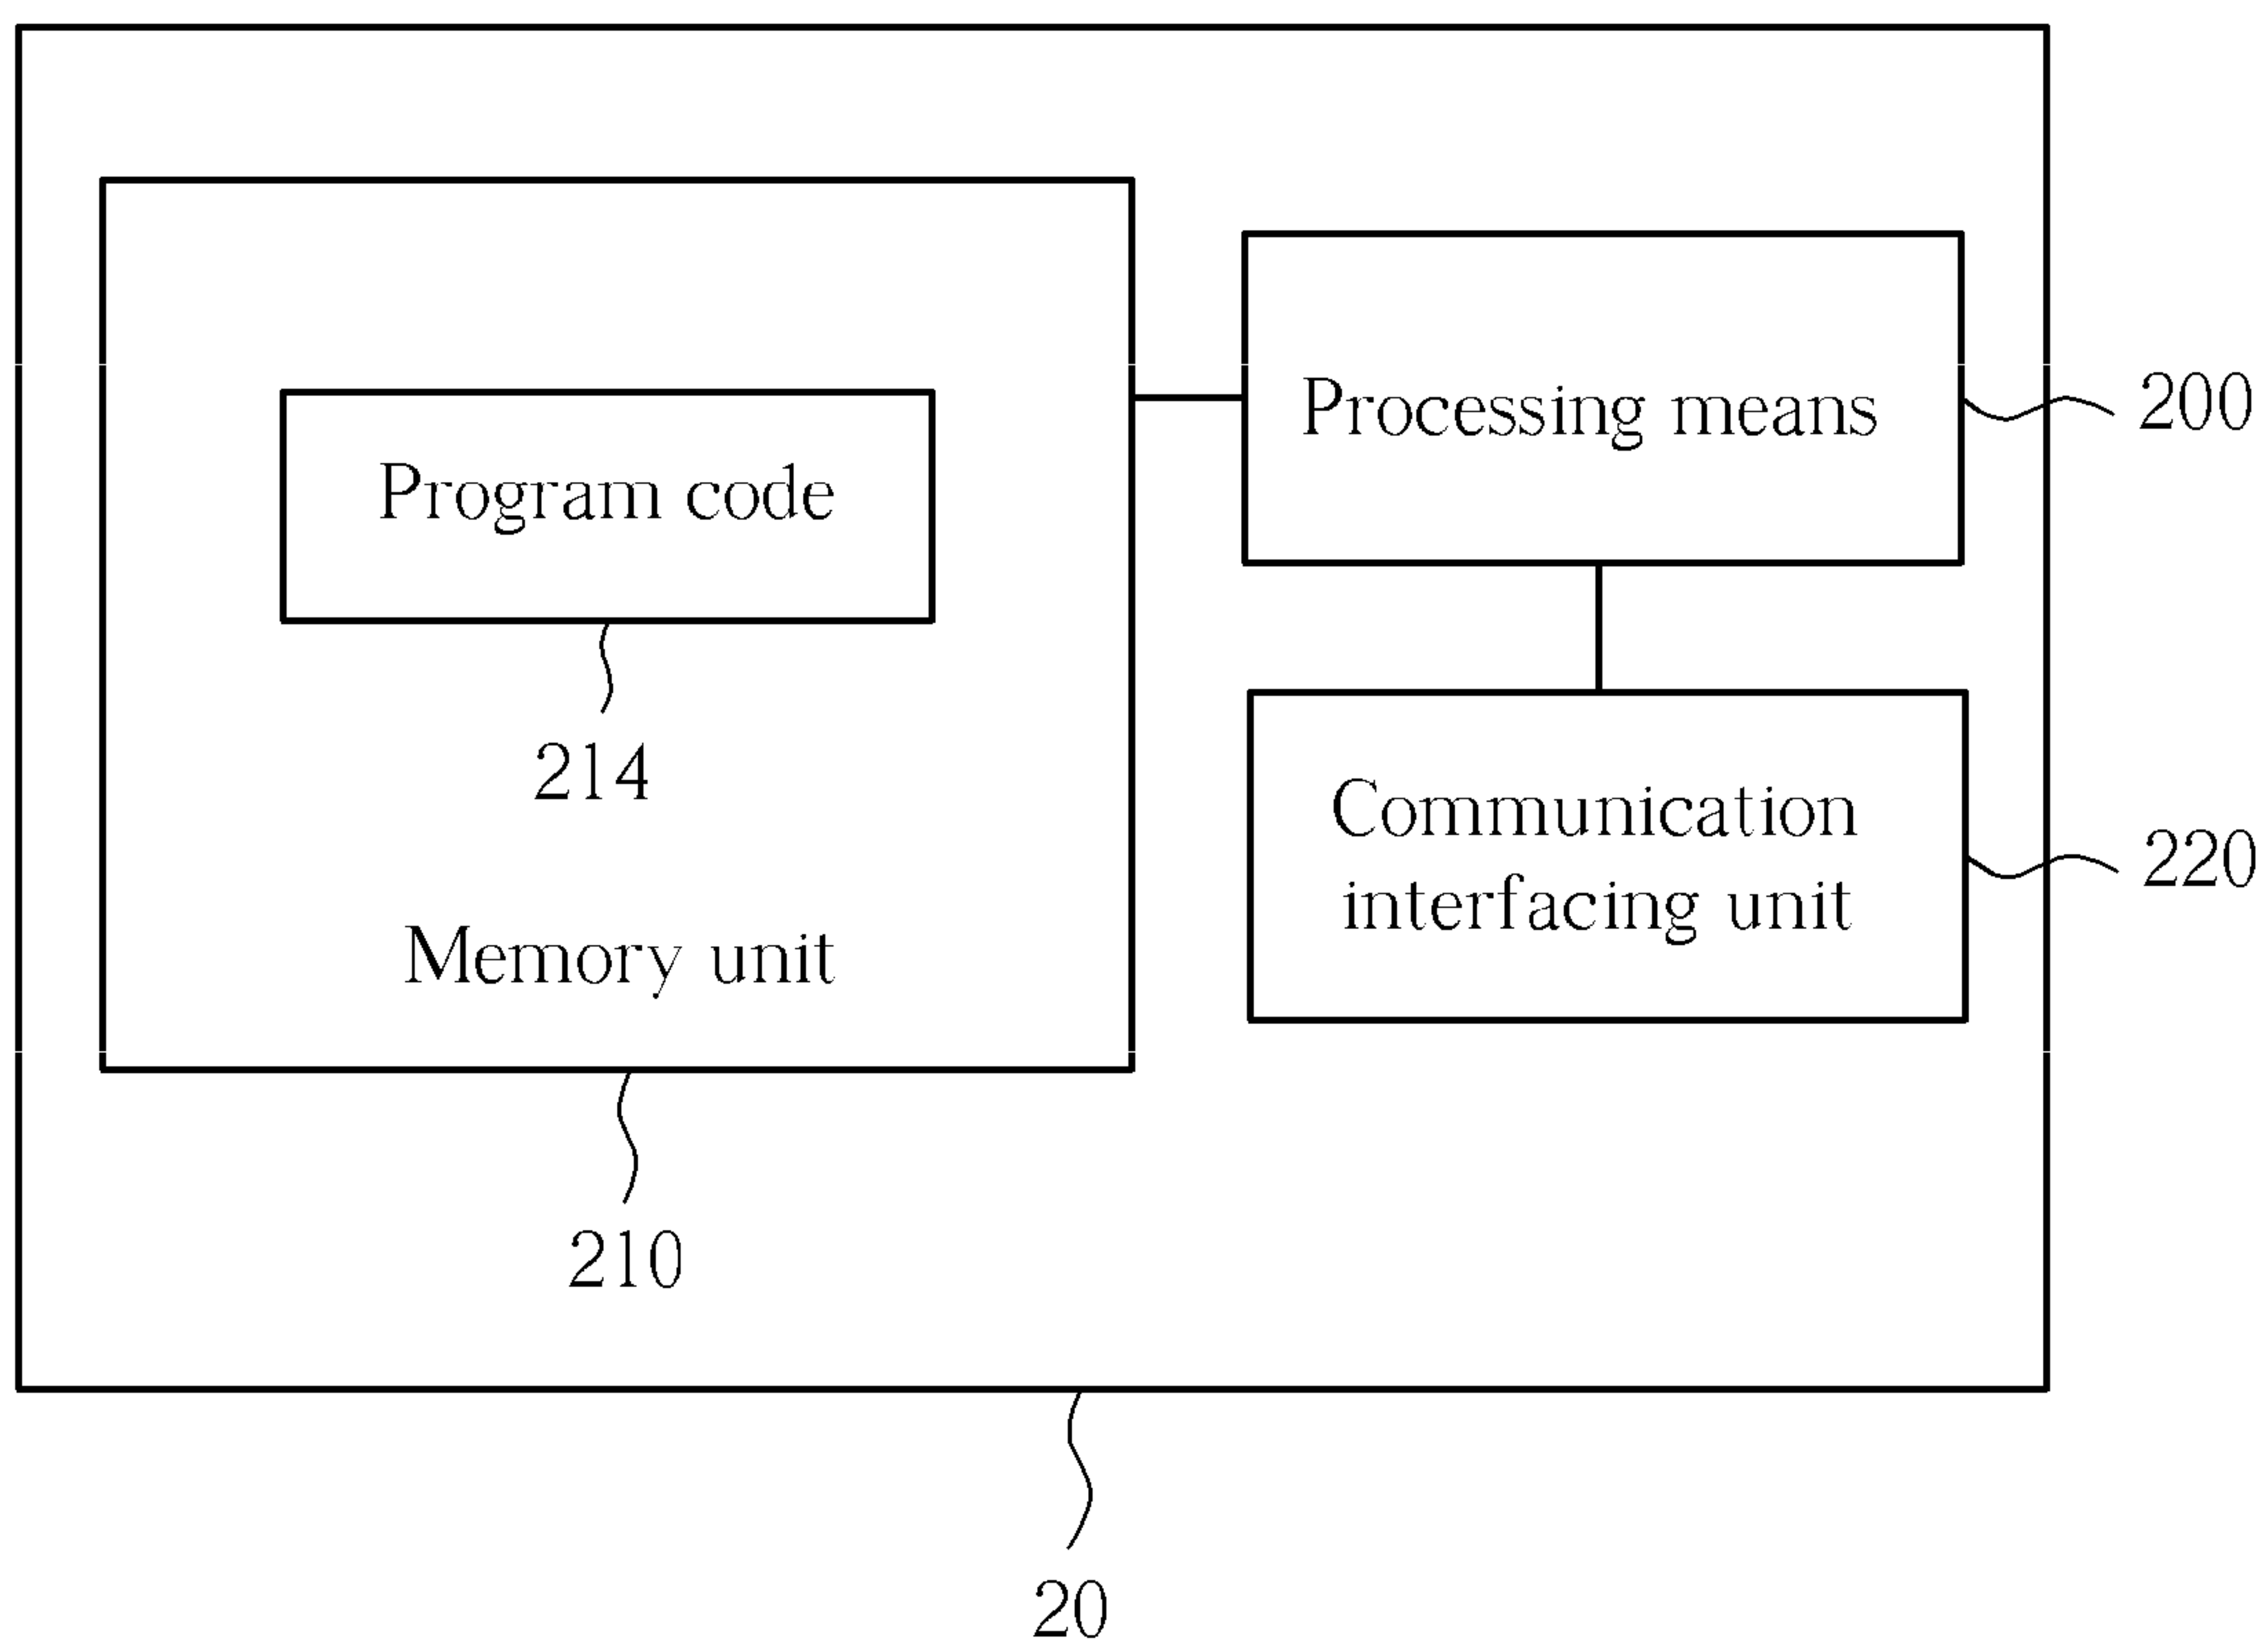 Processing means
200
Program code
214
Communication
interfacing unit
220
Memory unit
210
20